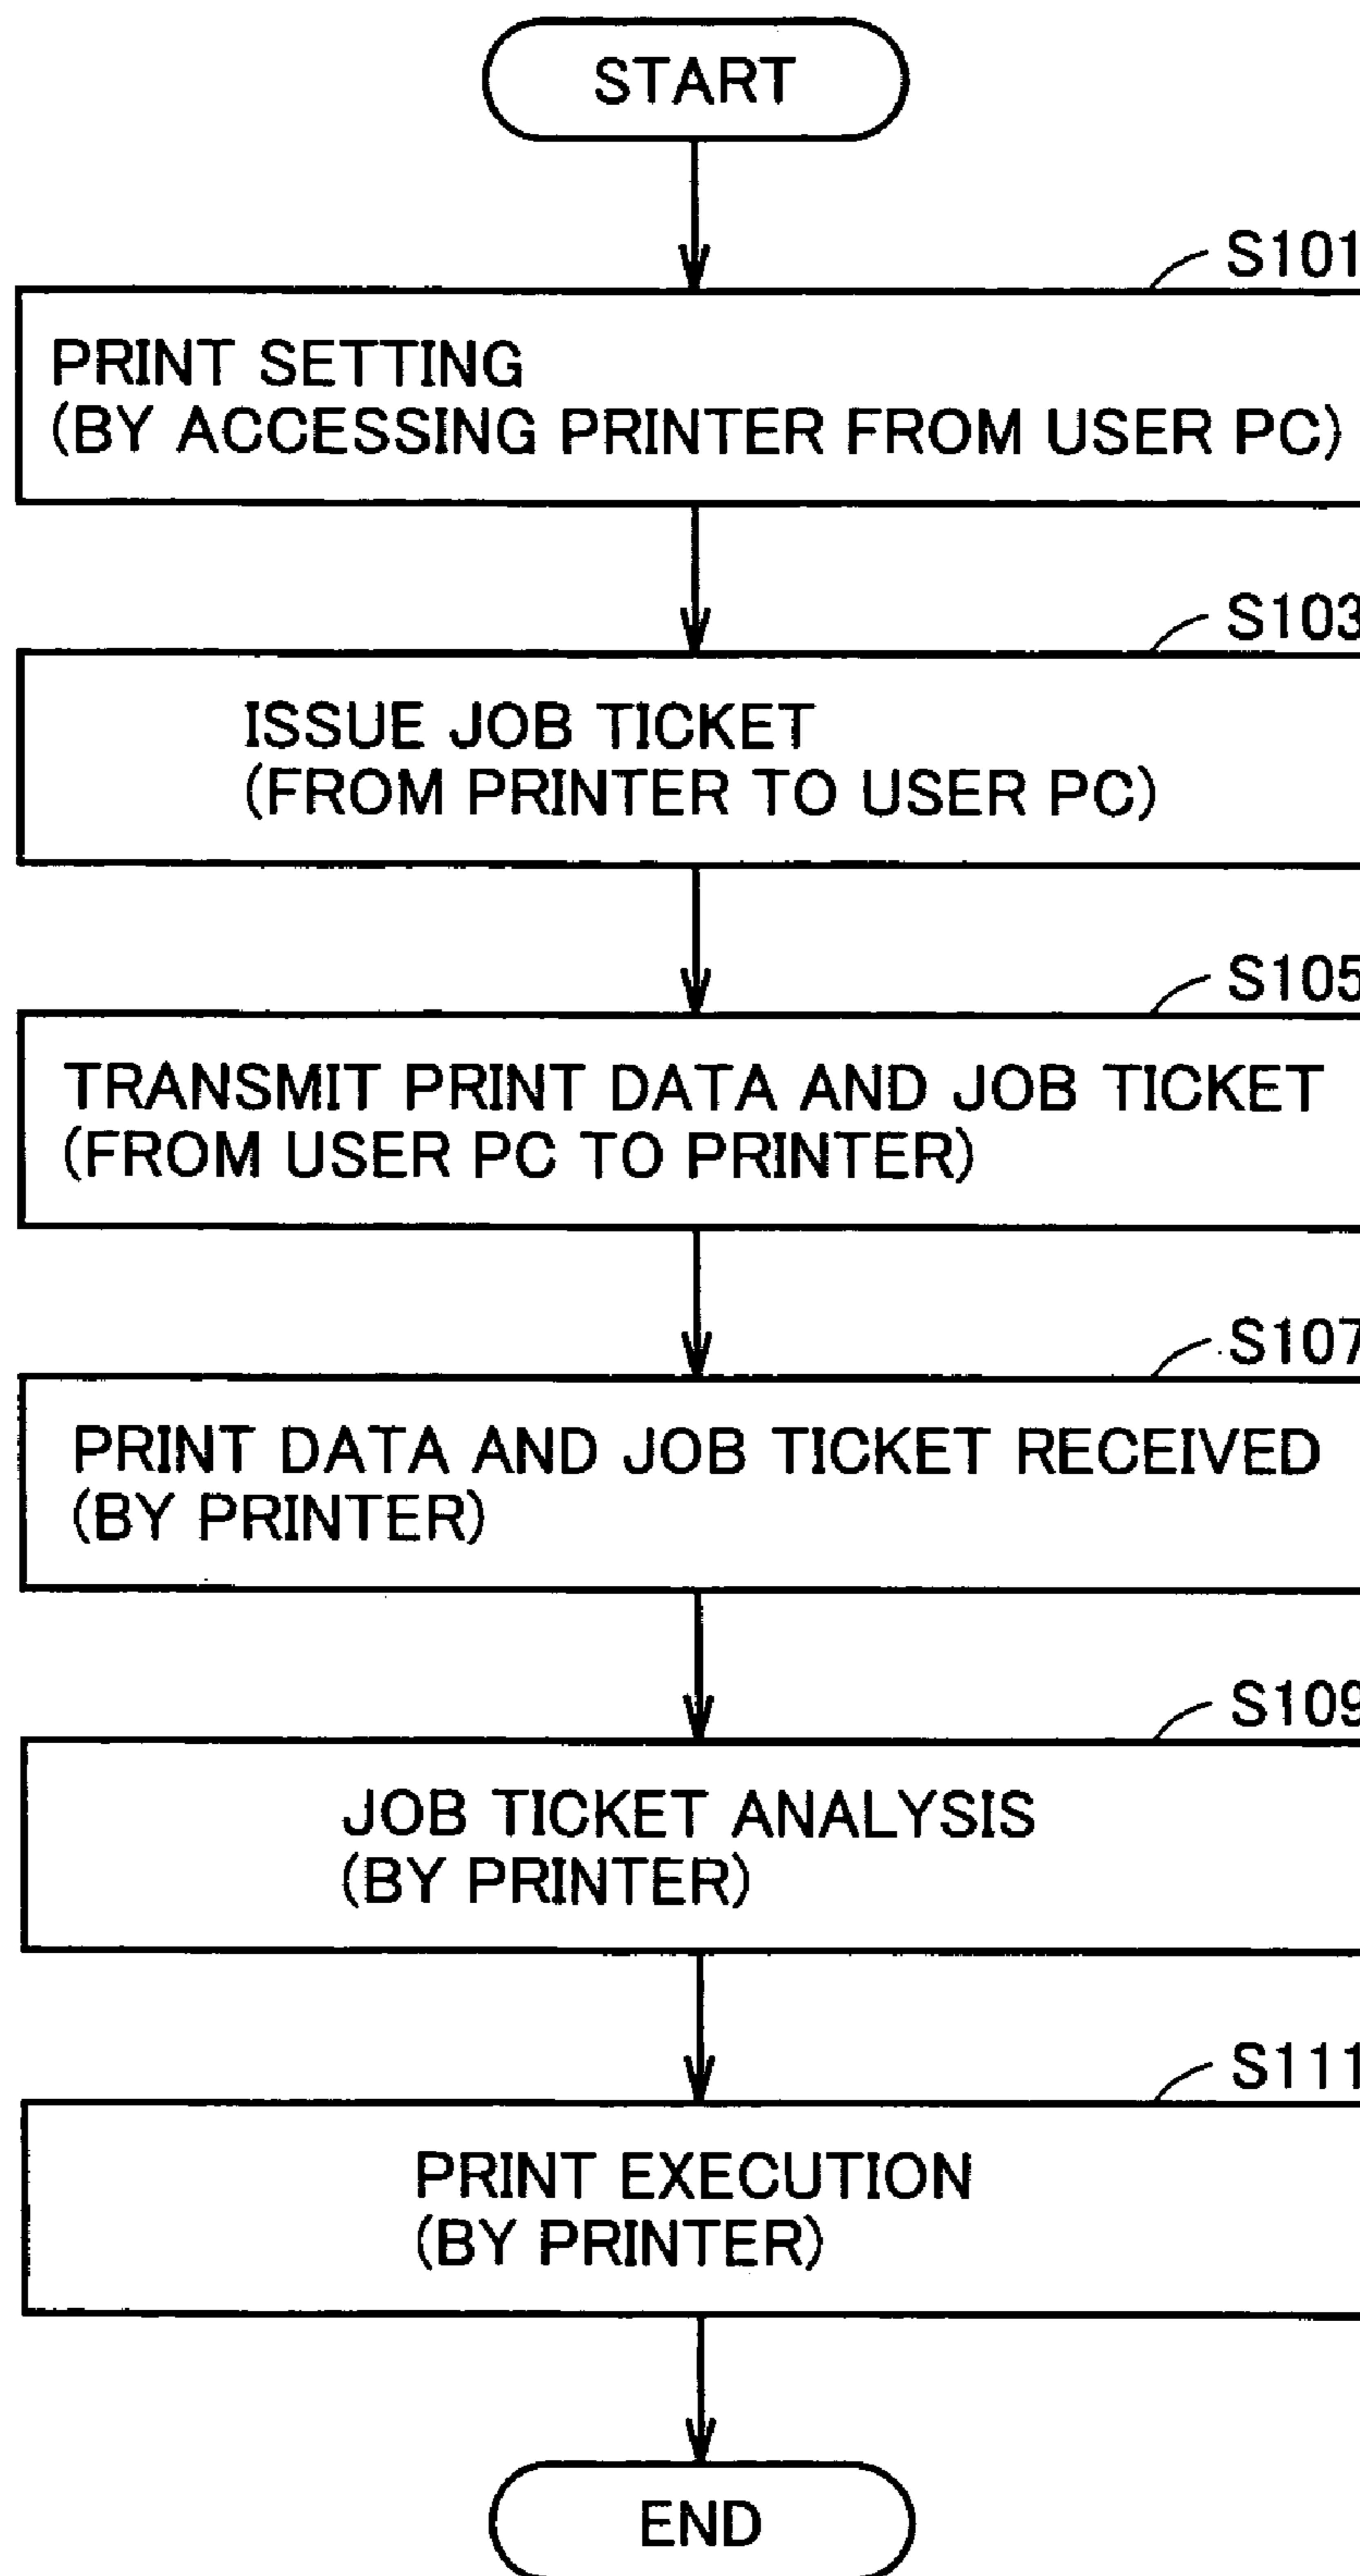 START
S101
PRINT SETTING
(BY ACCESSING PRINTER FROM USER PC)
S103
ISSUE JOB TICKET
(FROM PRINTER TO USER PC)
S105
TRANSMIT PRINT DATA AND JOB TICKET
(FROM USER PC TO PRINTER)
S107
PRINT DATA AND JOB TICKET RECEIVED
(BY PRINTER)
S109
JOB TICKET ANALYSIS
(BY PRINTER)
S111
PRINT EXECUTION
(BY PRINTER)
END